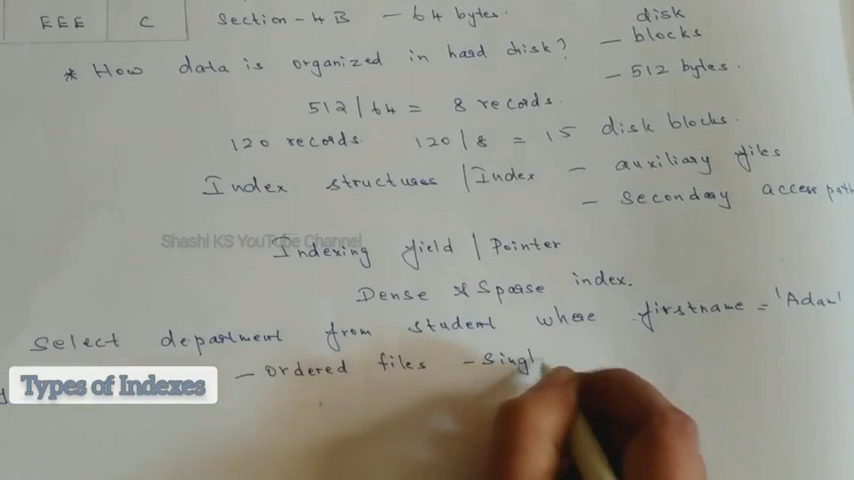 EEE C Section - 4B - 64 bytes. disk
* How data is organized in hard disk? - blocks
- 512 bytes.
512 / 64 = 8 records.
120 records 120 / 8 = 15 disk blocks.
Index structures / Index - auxiliary files
- secondary access path
Shashi KS YouTube Channel
Indexing field / Pointer
Dense & Sparse index.
Select department from student where firstname = 'Adam'
- ordered files - Singl
Types of Indexes